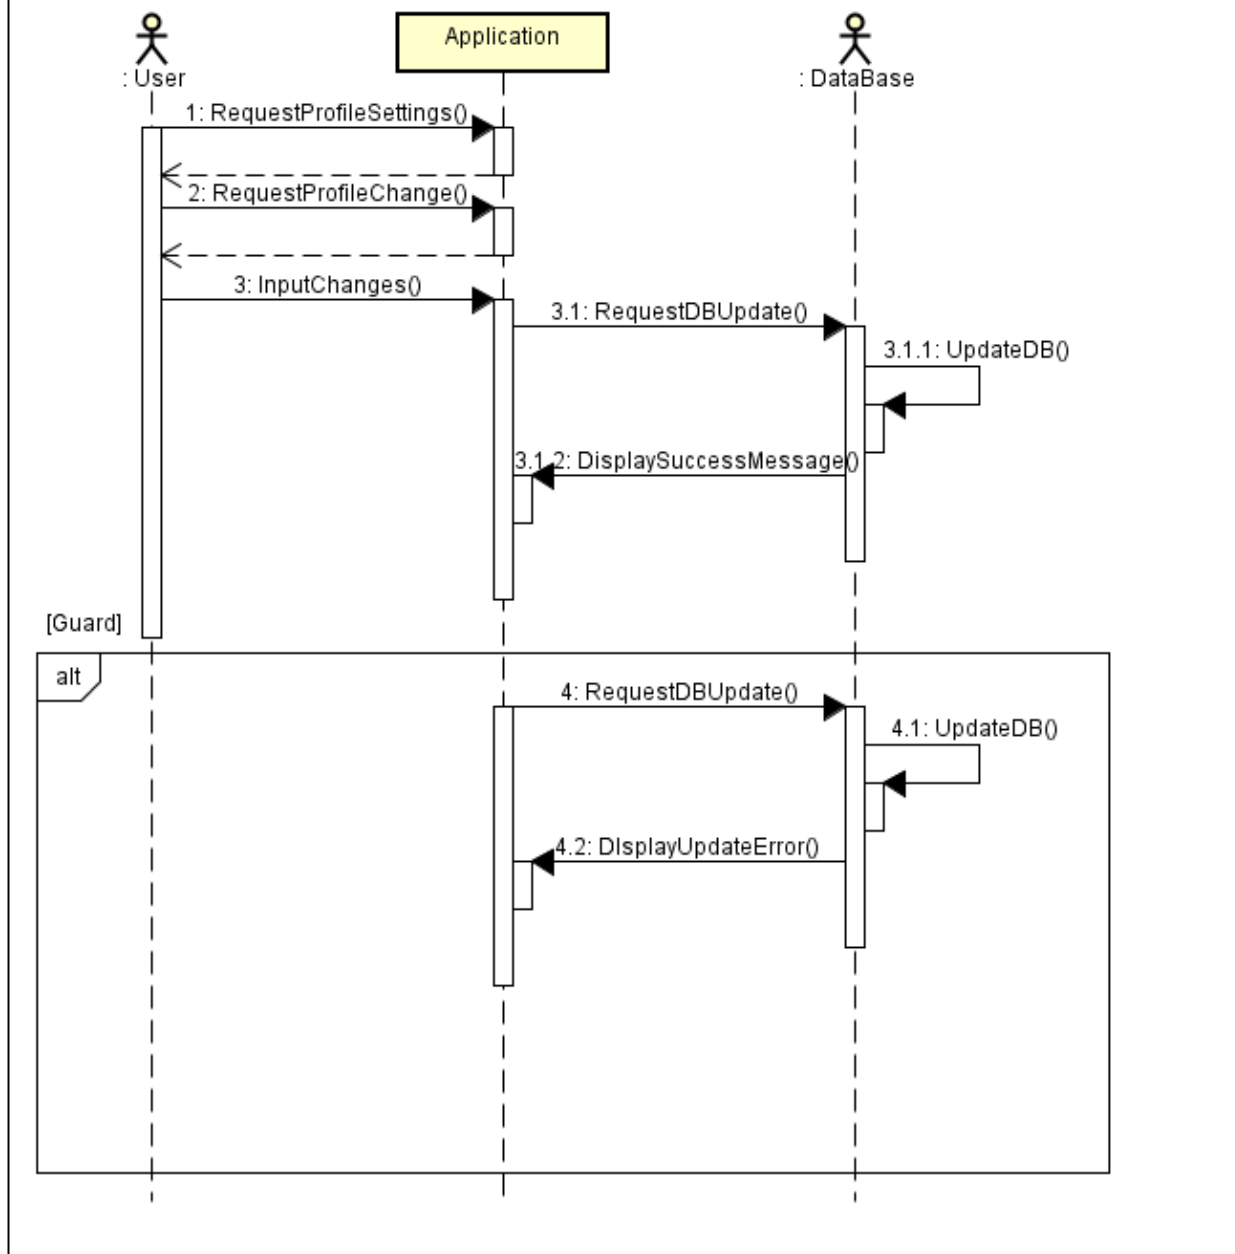 Application
: User
: DataBase
1: RequestProfileSettings()
2: RequestProfileChange()
3: InputChanges()
3.1: RequestDBUpdate()
3.1.1: UpdateDB()
3.1.2: DisplaySuccessMessage()
[Guard]
alt
4: RequestDBUpdate()
4.1: UpdateDB()
4.2: DIsplayUpdateError()